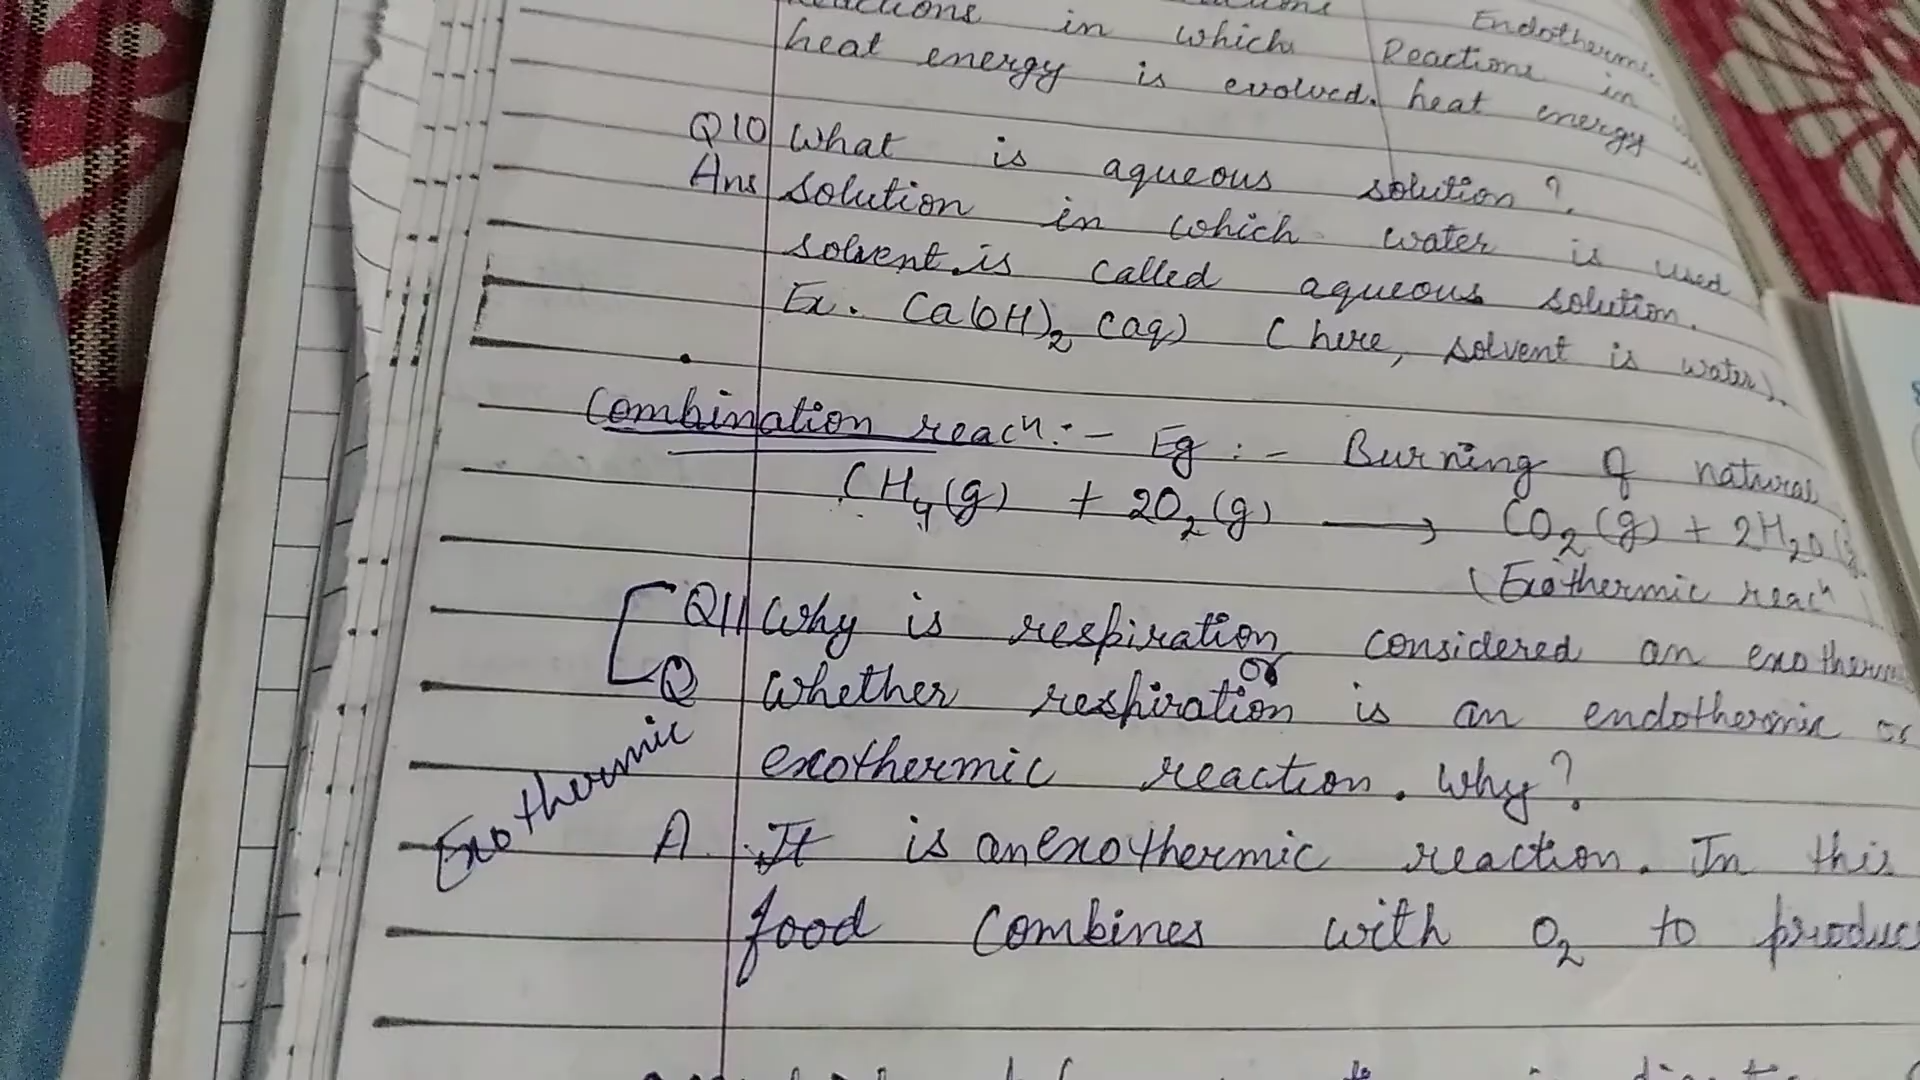 Reactions in which Reactions in
heat energy is evolved. heat energy
Q10 What is aqueous solution?
Ans Solution in which water is used
solvent is called aqueous solution.
Ex. Ca(OH)₂ (aq) (here, solvent is water).
Combination reacn:- Eg :- Burning of natural
CH₄(g) + 2O₂(g) → CO₂(g) + 2H₂O
(Exothermic reacn)
Q11 Why is respiration considered an exotherm
or
Q Whether respiration is an endothermic or
exothermic reaction. Why?
Exothermic
A. It is an exothermic reaction. In this
food combines with O₂ to produc